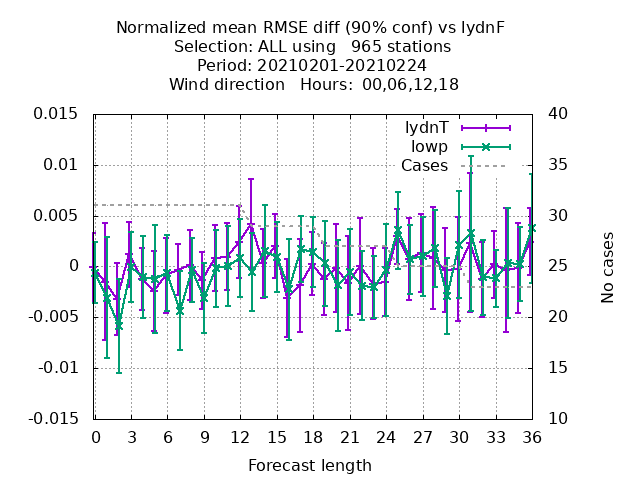 Normalized mean RMSE diff (90% conf) vs lydnF
Selection: ALL using   965 stations
Period: 20210201-20210224
Wind direction   Hours:  00,06,12,18
0.015
0.01
0.005
0
-0.005
-0.01
-0.015
40
35
30
25
20
15
10
lydnT
lowp
Cases
No cases
0 3 6 9 12 15 18 21 24 27 30 33 36
Forecast length